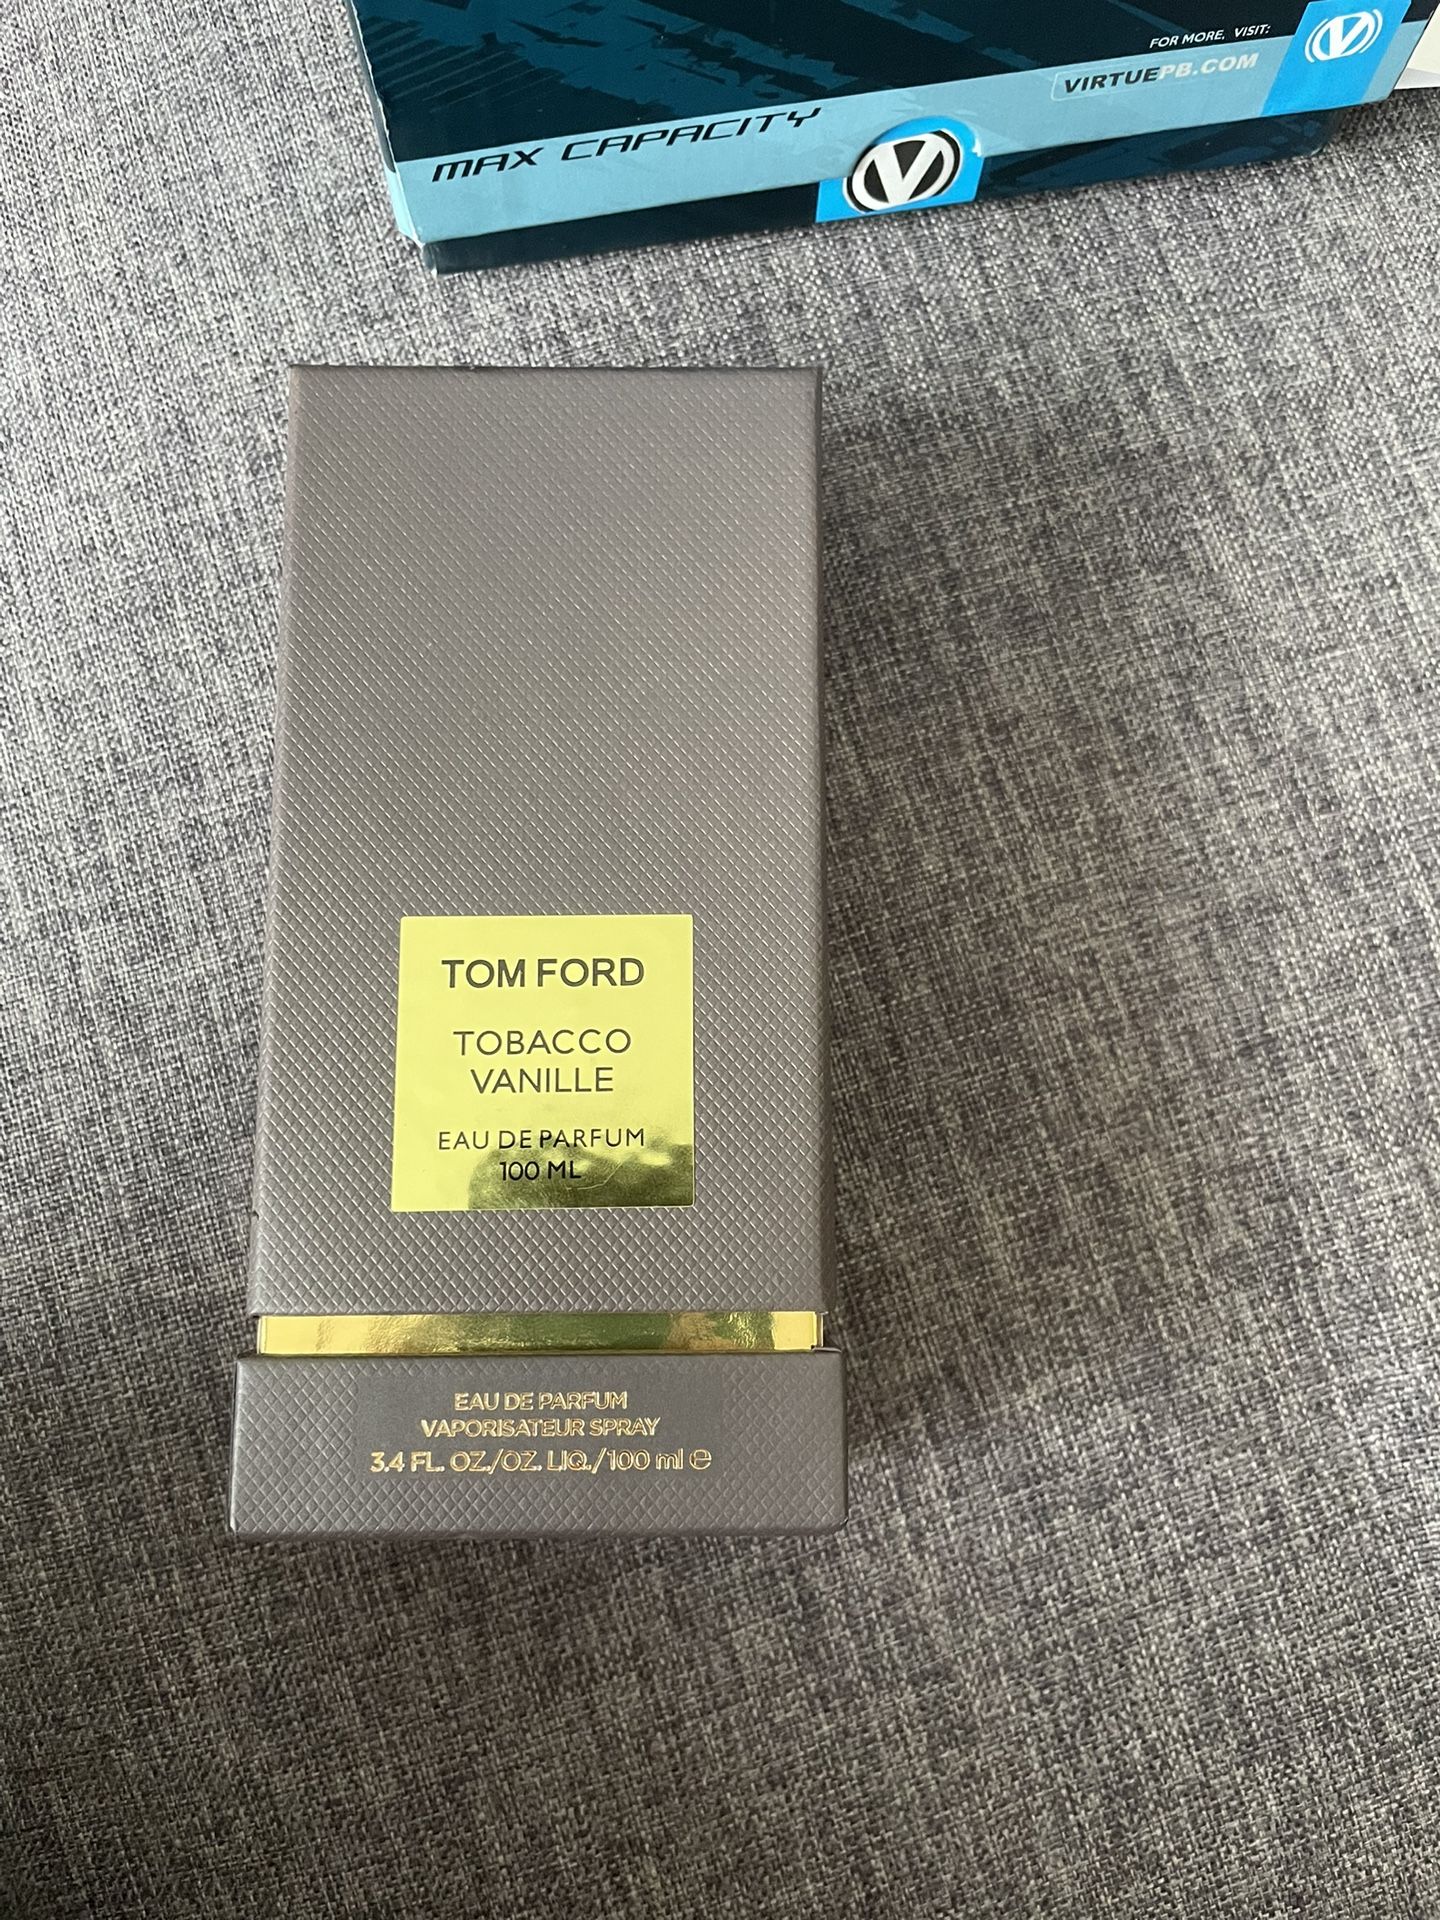 FOR MORE, VISIT:
VIRTUEPB.COM
MAX CAPACITY
TOM FORD
TOBACCO
VANILLE
EAU DE PARFUM
100 ML
EAU DE PARFUM
VAPORISATEUR SPRAY
3.4 FL. OZ./OZ. LIQ./100 ml ℮